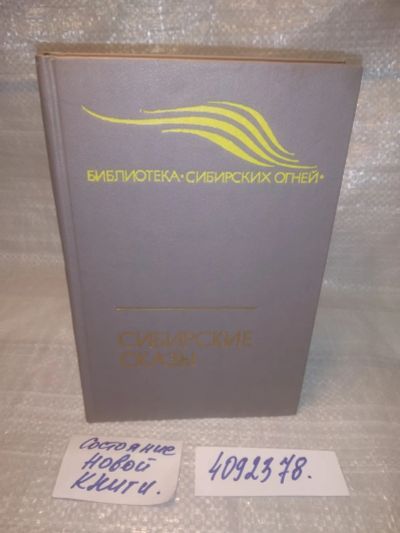 БИБЛИОТЕКА•СИБИРСКИХ ОГНЕЙ•
СИБИРСКИЕ
СКАЗЫ
Состояние
Новой
Книги.
4092378.